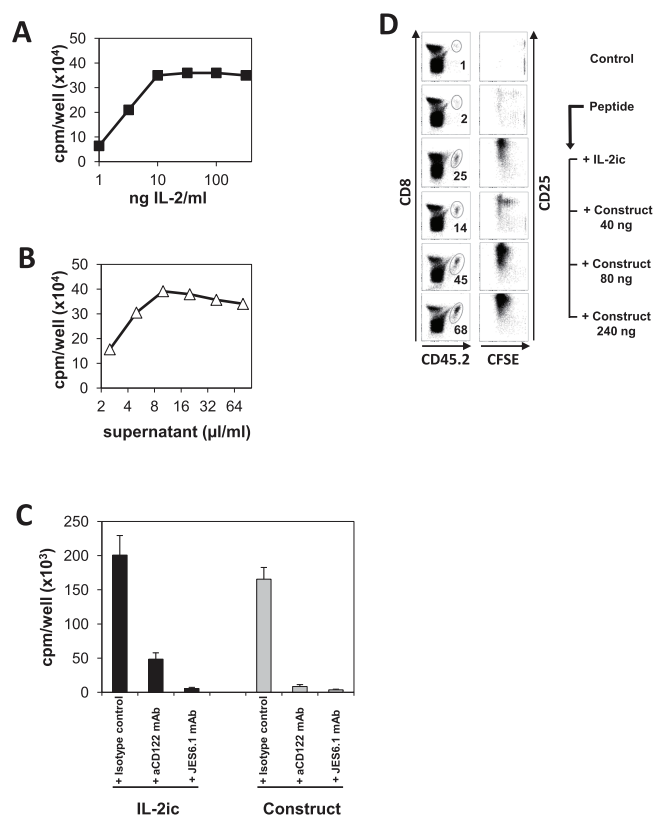 A
cpm/well (x10⁴)
50
40
30
20
10
0
1 10 100
ng IL-2/ml
B
cpm/well (x10⁴)
50
40
30
20
10
0
2 4 8 16 32 64
supernatant (µl/ml)
C
cpm/well (x10³)
250
200
150
100
50
0
+ Isotype control
+ aCD122 mAb
+ JES6.1 mAb
+ Isotype control
+ aCD122 mAb
+ JES6.1 mAb
IL-2ic Construct
D
CD8
CD25
1
2
25
14
45
68
CD45.2 CFSE
Control
Peptide
+ IL-2ic
+ Construct
40 ng
+ Construct
80 ng
+ Construct
240 ng